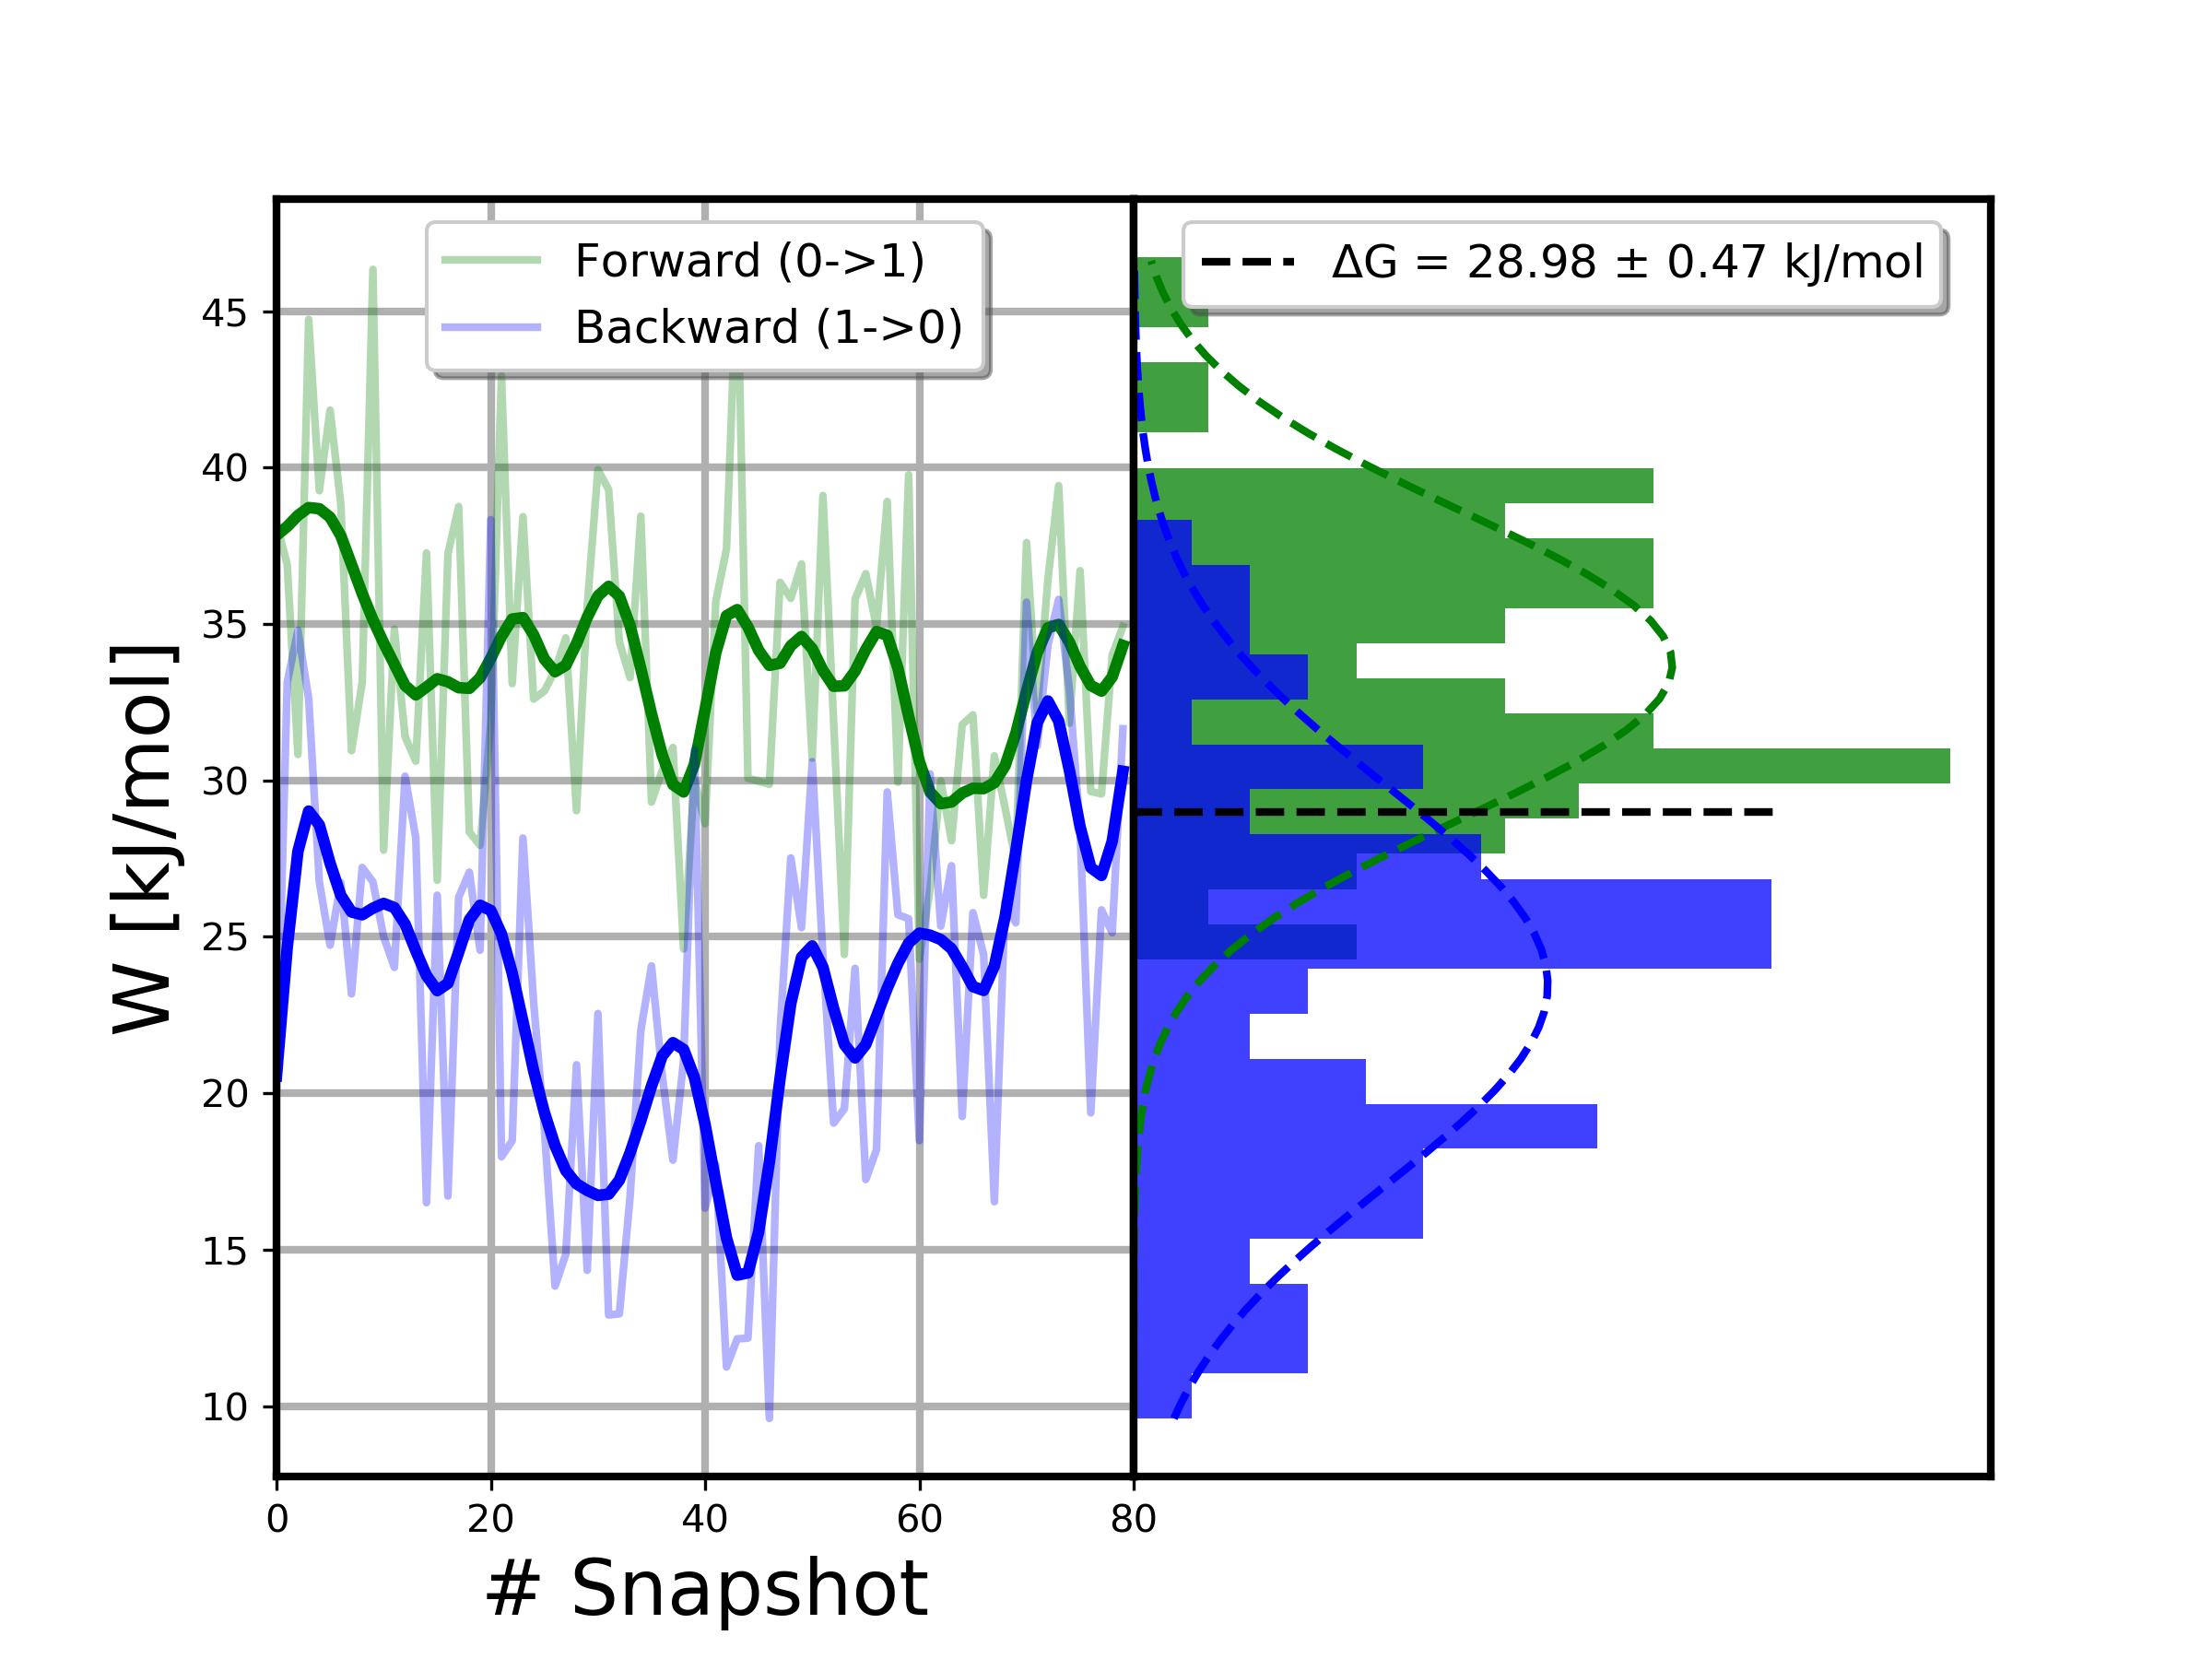 Forward (0->1)
Backward (1->0)
ΔG = 28.98 ± 0.47 kJ/mol
W [kJ/mol]
45
40
35
30
25
20
15
10
0 20 40 60 80
# Snapshot